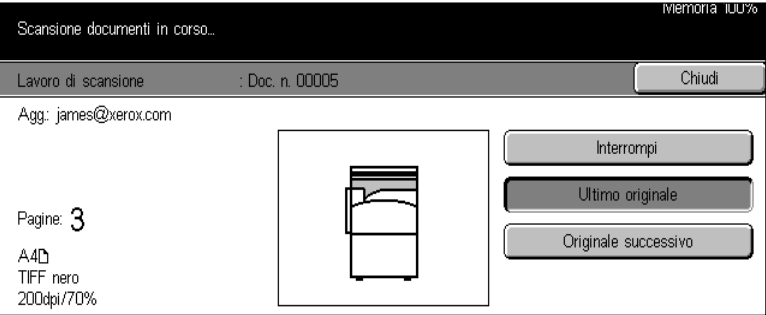 Memoria 100%
Scansione documenti in corso...
Lavoro di scansione : Doc. n. 00005 Chiudi
Agg.: james@xerox.com
Interrompi
Ultimo originale
Pagine: 3
Originale successivo
A4
TIFF nero
200dpi/70%